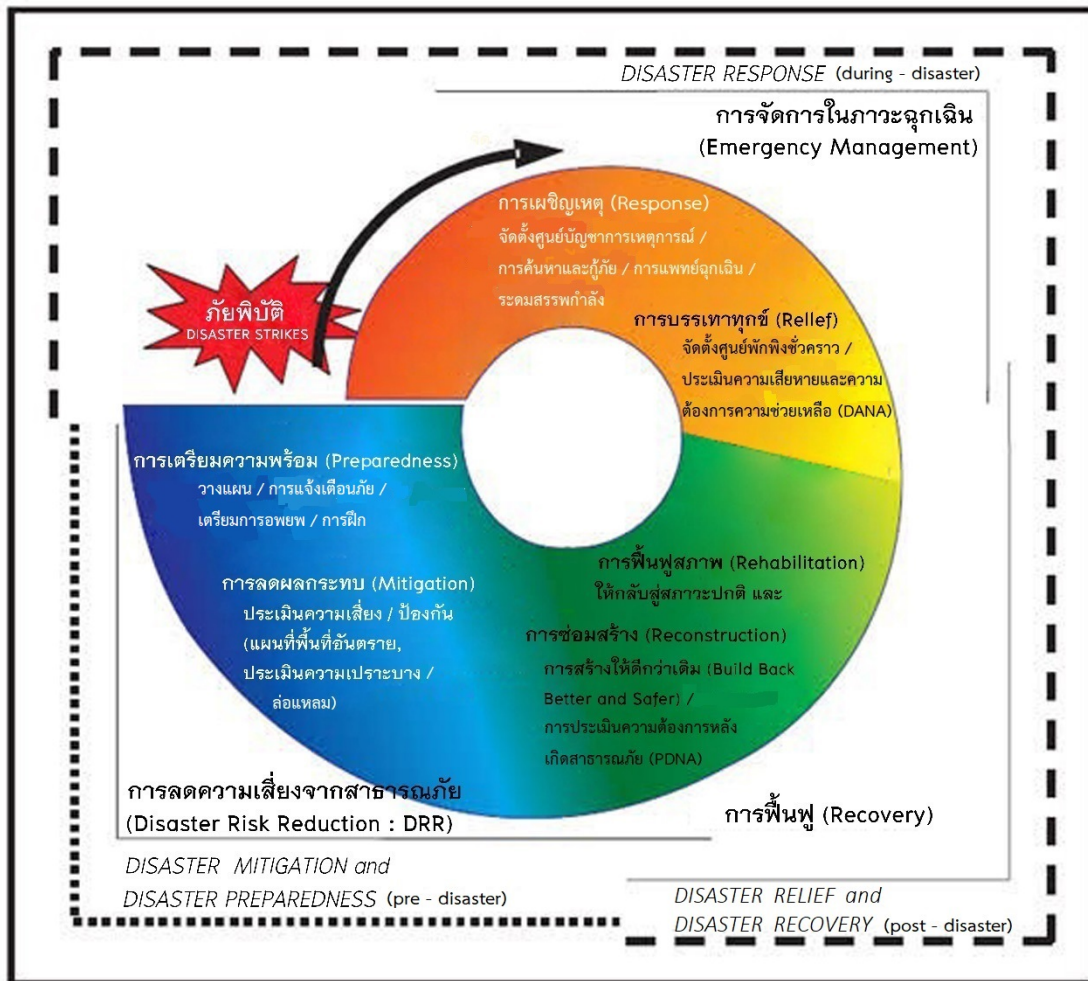 DISASTER RESPONSE (during - disaster)
การจัดการในภาวะฉุกเฉิน
(Emergency Management)
การเผชิญเหตุ (Response)
จัดตั้งศูนย์บัญชาการเหตุการณ์ /
การค้นหาและกู้ภัย / การแพทย์ฉุกเฉิน /
ระดมสรรพกำลัง
ภัยพิบัติ
DISASTER STRIKES
การบรรเทาทุกข์ (Rellef)
จัดตั้งศูนย์พักพิงชั่วคราว /
ประเมินความเสียหายและความ
ต้องการความช่วยเหลือ (DANA)
การเตรียมความพร้อม (Preparedness)
วางแผน / การแจ้งเตือนภัย /
เตรียมการอพยพ / การฝึก
การลดผลกระทบ (Mitigation)
ประเมินความเสี่ยง / ป้องกัน
(แผนที่พื้นที่อันตราย,
ประเมินความเปราะบาง /
ล่อแหลม)
การฟื้นฟูสภาพ (Rehabilitation)
ให้กลับสู่สภาวะปกติ และ
การซ่อมสร้าง (Reconstruction)
การสร้างให้ดีกว่าเดิม (Build Back
Better and Safer) /
การประเมินความต้องการหลัง
เกิดสาธารณภัย (PDNA)
การลดความเสี่ยงจากสาธารณภัย
(Disaster Risk Reduction : DRR)
การฟื้นฟู (Recovery)
DISASTER MITIGATION and
DISASTER PREPAREDNESS (pre - disaster)
DISASTER RELIEF and
DISASTER RECOVERY (post - disaster)